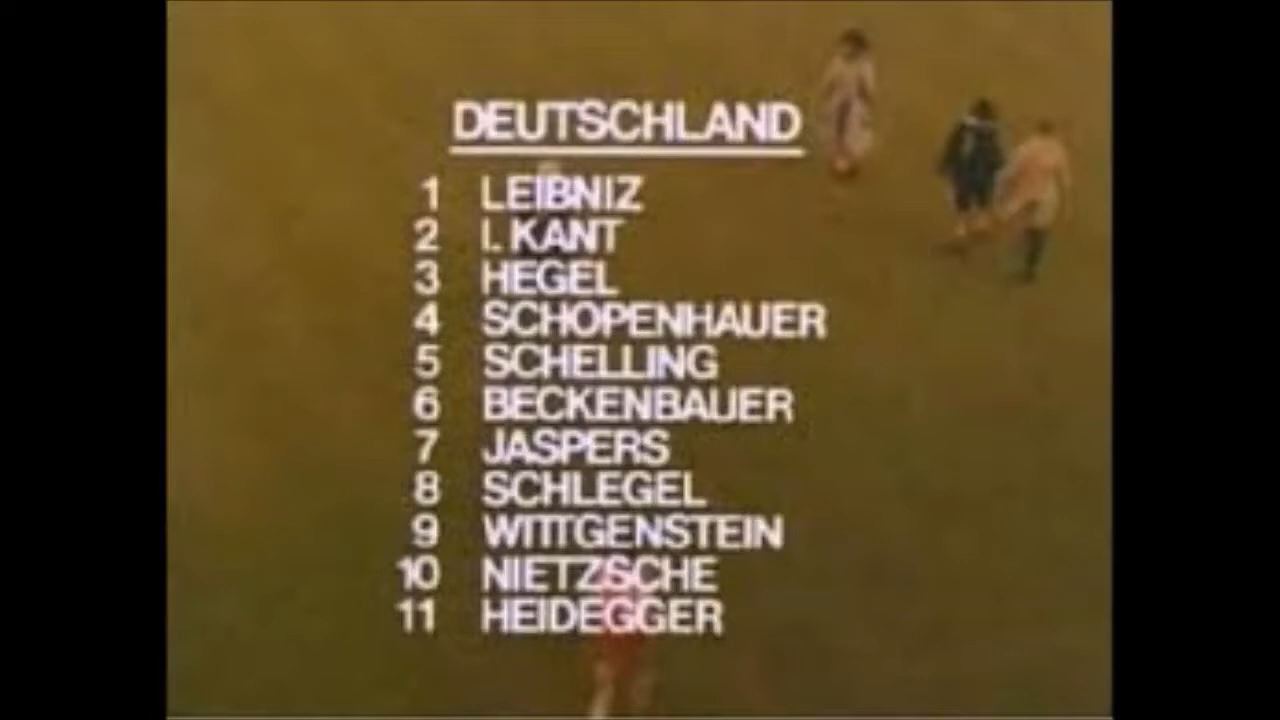 DEUTSCHLAND
1 LEIBNIZ
2 I. KANT
3 HEGEL
4 SCHOPENHAUER
5 SCHELLING
6 BECKENBAUER
7 JASPERS
8 SCHLEGEL
9 WITTGENSTEIN
10 NIETZSCHE
11 HEIDEGGER